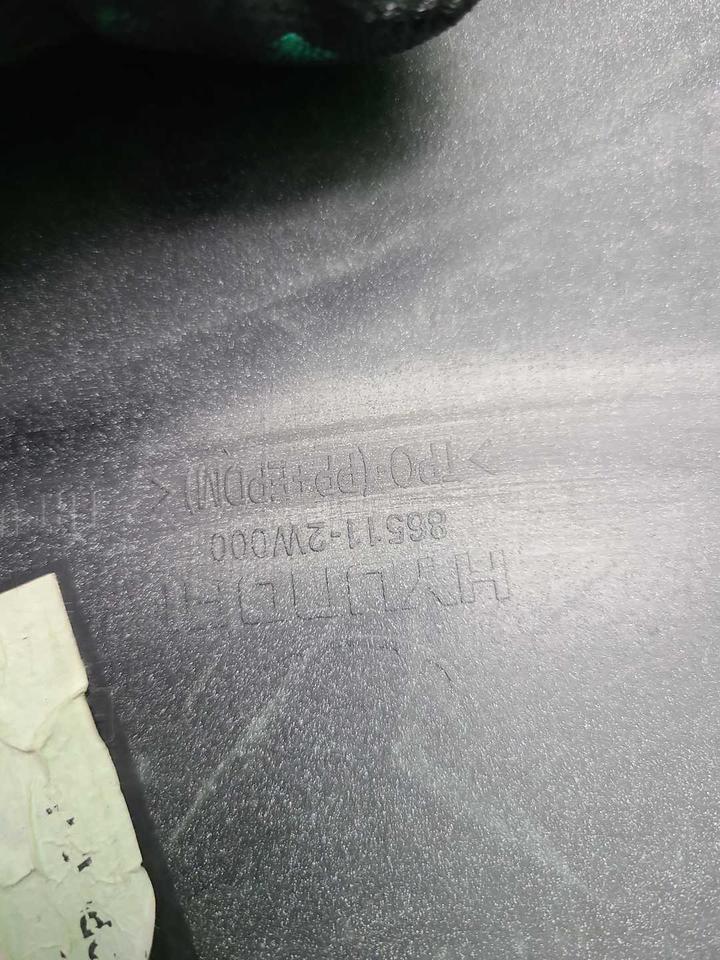 HYUNDAI
86511-2W000
>TPO:(PP+EPDM)<